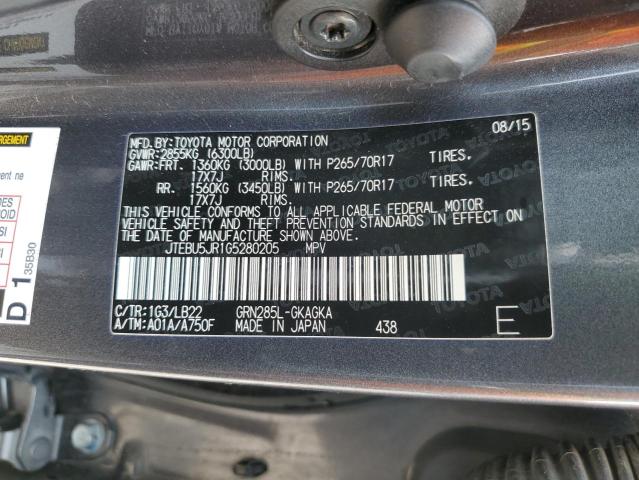 08/15
MFD.BY:TOYOTA MOTOR CORPORATION
GVWR:2855KG (6300LB)
GAWR:FRT. 1360KG (3000LB) WITH P265/70R17 TIRES.
17X7J RIMS.
RR. 1560KG (3450LB) WITH P265/70R17 TIRES.
17X7J RIMS.
THIS VEHICLE CONFORMS TO ALL APPLICABLE FEDERAL MOTOR
VEHICLE SAFETY AND THEFT PREVENTION STANDARDS IN EFFECT ON
THE DATE OF MANUFACTURE SHOWN ABOVE.
JTEBU5JR1G5280205 MPV
C/TR:1G3/LB22 GRN285L-GKAGKA
A/TM:A01A/A750F MADE IN JAPAN 438 E
D 1 35B30